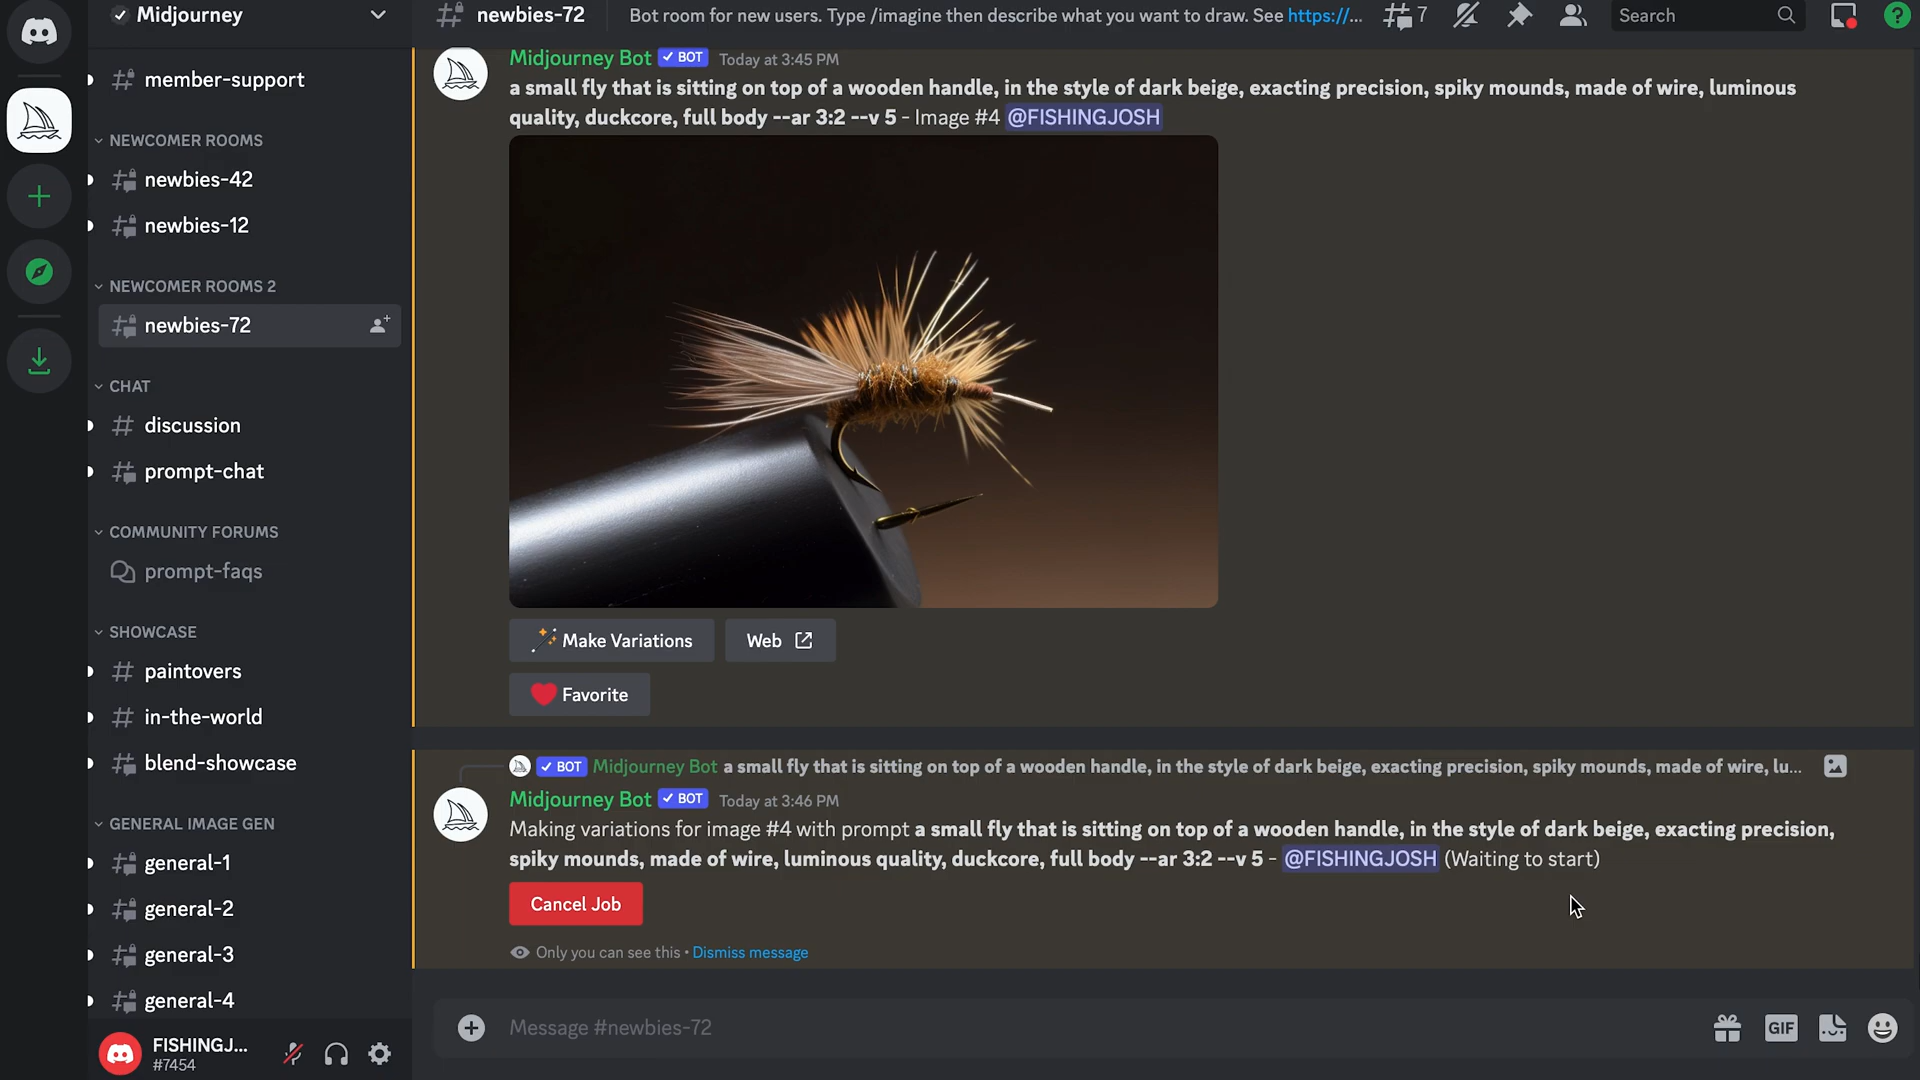 Midjourney
member-support
NEWCOMER ROOMS
newbies-42
newbies-12
NEWCOMER ROOMS 2
newbies-72
CHAT
discussion
prompt-chat
COMMUNITY FORUMS
prompt-faqs
SHOWCASE
paintovers
in-the-world
blend-showcase
GENERAL IMAGE GEN
general-1
general-2
general-3
general-4
FISHINGJ...
#7454
newbies-72
Bot room for new users. Type /imagine then describe what you want to draw. See https://...
7
Search
?
Midjourney Bot ✓ BOT Today at 3:45 PM
a small fly that is sitting on top of a wooden handle, in the style of dark beige, exacting precision, spiky mounds, made of wire, luminous
quality, duckcore, full body --ar 3:2 --v 5 - Image #4 @FISHINGJOSH
Make Variations
Web
Favorite
✓ BOT Midjourney Bot a small fly that is sitting on top of a wooden handle, in the style of dark beige, exacting precision, spiky mounds, made of wire, lu...
Midjourney Bot ✓ BOT Today at 3:46 PM
Making variations for image #4 with prompt a small fly that is sitting on top of a wooden handle, in the style of dark beige, exacting precision,
spiky mounds, made of wire, luminous quality, duckcore, full body --ar 3:2 --v 5 - @FISHINGJOSH (Waiting to start)
Cancel Job
Only you can see this • Dismiss message
Message #newbies-72
GIF